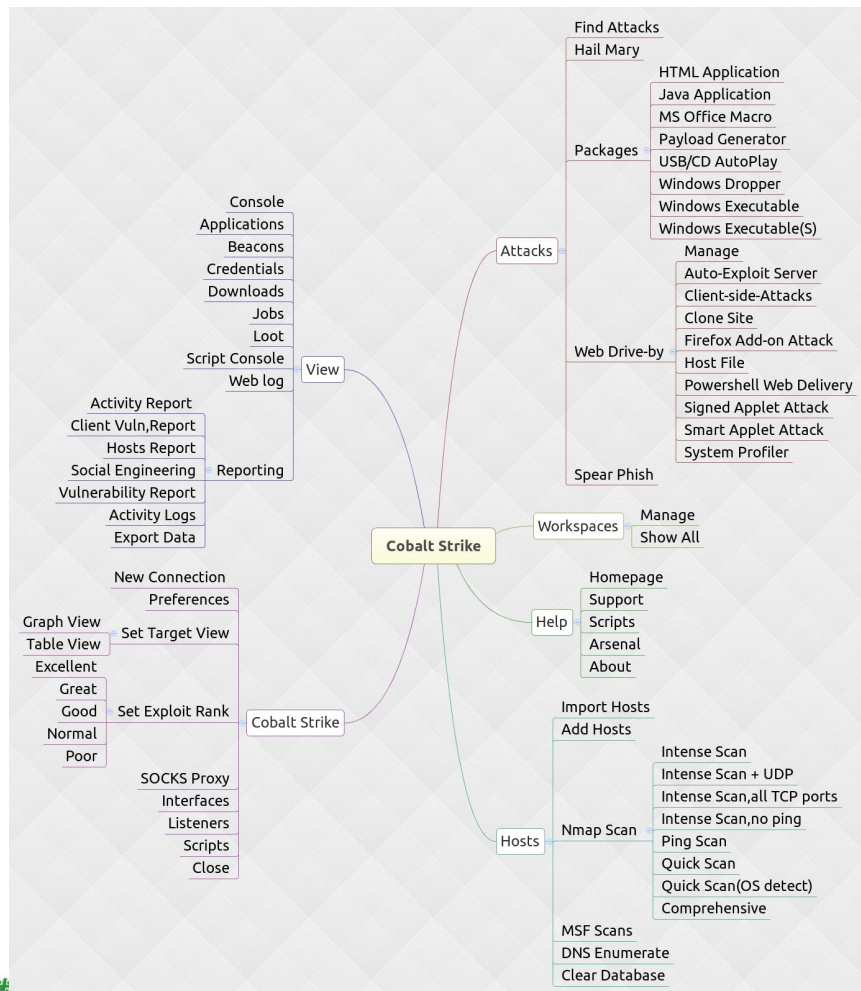 Cobalt Strike
Attacks
Find Attacks
Hail Mary
Packages
HTML Application
Java Application
MS Office Macro
Payload Generator
USB/CD AutoPlay
Windows Dropper
Windows Executable
Windows Executable(S)
Web Drive-by
Manage
Auto-Exploit Server
Client-side-Attacks
Clone Site
Firefox Add-on Attack
Host File
Powershell Web Delivery
Signed Applet Attack
Smart Applet Attack
System Profiler
Spear Phish
Workspaces
Manage
Show All
Help
Homepage
Support
Scripts
Arsenal
About
Hosts
Import Hosts
Add Hosts
Nmap Scan
Intense Scan
Intense Scan + UDP
Intense Scan,all TCP ports
Intense Scan,no ping
Ping Scan
Quick Scan
Quick Scan(OS detect)
Comprehensive
MSF Scans
DNS Enumerate
Clear Database
View
Console
Applications
Beacons
Credentials
Downloads
Jobs
Loot
Script Console
Web log
Reporting
Activity Report
Client Vuln,Report
Hosts Report
Social Engineering
Vulnerability Report
Activity Logs
Export Data
Cobalt Strike
New Connection
Preferences
Set Target View
Graph View
Table View
Set Exploit Rank
Excellent
Great
Good
Normal
Poor
SOCKS Proxy
Interfaces
Listeners
Scripts
Close